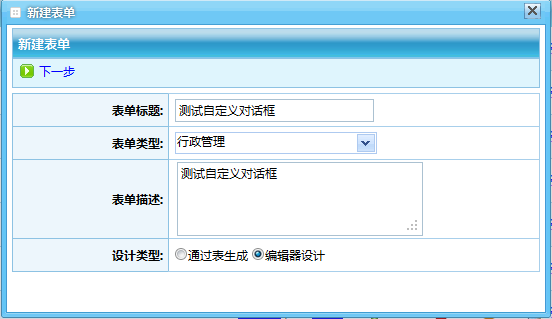 新建表单
新建表单
下一步
表单标题: 测试自定义对话框
表单类型: 行政管理
表单描述: 测试自定义对话框
设计类型: 通过表生成 编辑器设计